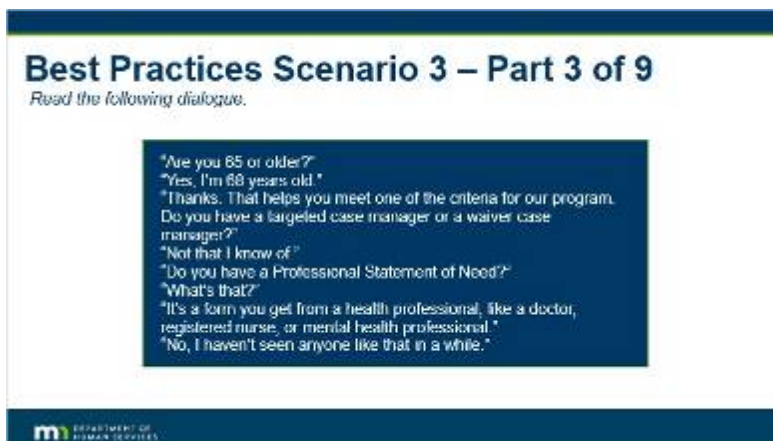 Best Practices Scenario 3 – Part 3 of 9
Read the following dialogue.
"Are you 65 or older?"
"Yes, I'm 68 years old."
"Thanks. That helps you meet one of the criteria for our program.
Do you have a targeted case manager or a waiver case
manager?"
"Not that I know of."
"Do you have a Professional Statement of Need?"
"What's that?"
"It's a form you get from a health professional, like a doctor,
registered nurse, or mental health professional."
"No, I haven't seen anyone like that in a while."
DEPARTMENT OF
HUMAN SERVICES